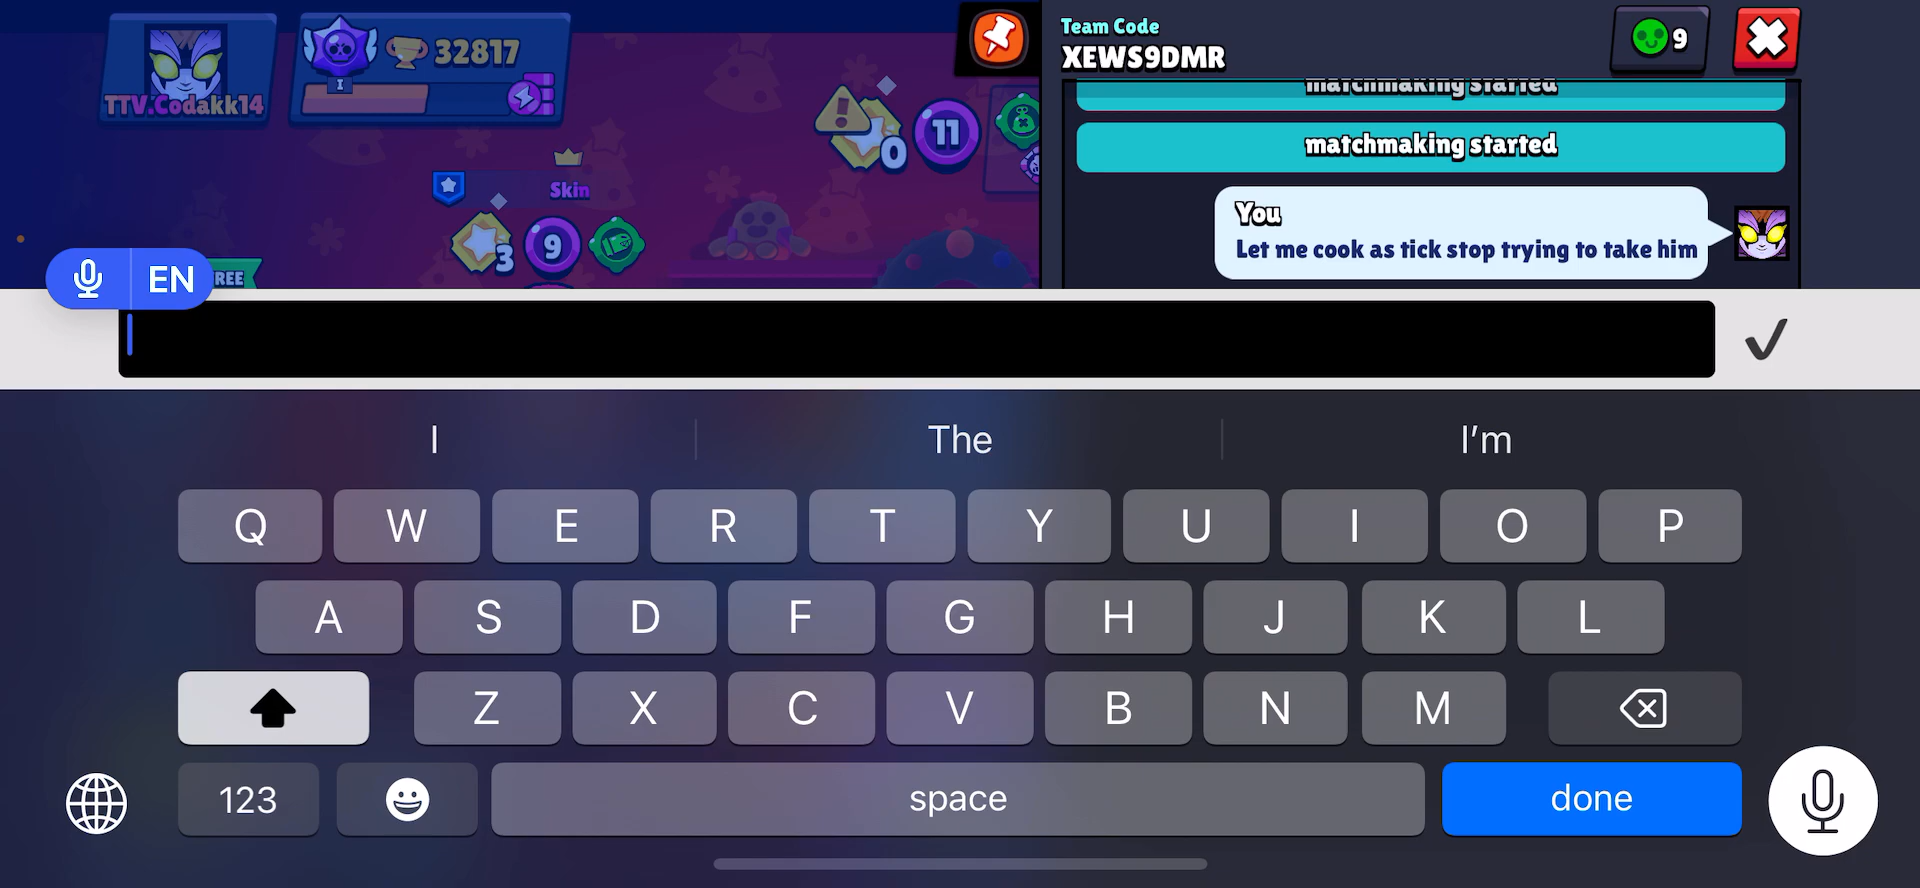 TTV.Codakk14
32817
I
Team Code
XEWS9DMR
9
matchmaking started
matchmaking started
You
Let me cook as tick stop trying to take him
0
11
Skin
3
9
REE
EN
I
The
I’m
Q W E R T Y U I O P
A S D F G H J K L
Z X C V B N M
123
space
done